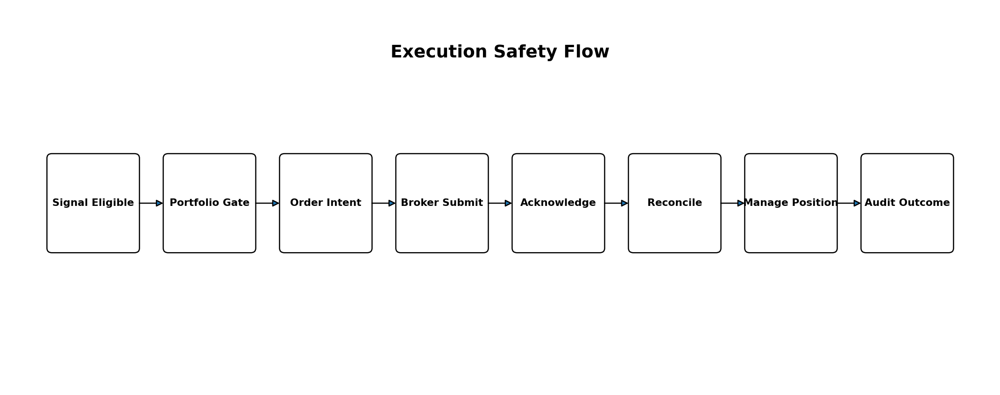 Execution Safety Flow
Signal Eligible
Portfolio Gate
Order Intent
Broker Submit
Acknowledge
Reconcile
Manage Position
Audit Outcome